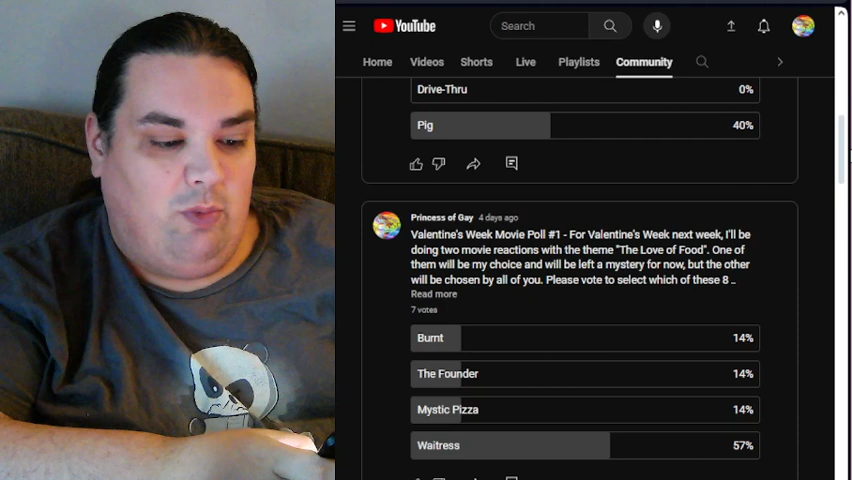 YouTube
Search
Home Videos Shorts Live Playlists Community
Drive-Thru 0%
Pig 40%
Princess of Gay 4 days ago
Valentine's Week Movie Poll #1 - For Valentine's Week next week, I'll be
doing two movie reactions with the theme "The Love of Food". One of
them will be my choice and will be left a mystery for now, but the other
will be chosen by all of you. Please vote to select which of these 8 ..
Read more
7 votes
Burnt 14%
The Founder 14%
Mystic Pizza 14%
Waitress 57%